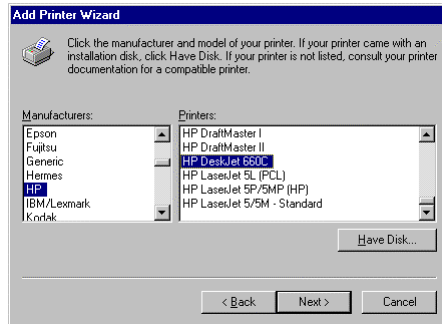 Add Printer Wizard
Click the manufacturer and model of your printer. If your printer came with an
installation disk, click Have Disk. If your printer is not listed, consult your printer
documentation for a compatible printer.
Manufacturers:
Printers:
Epson
Fujitsu
Generic
Hermes
HP
IBM/Lexmark
Kodak
HP DraftMaster I
HP DraftMaster II
HP DeskJet 660C
HP LaserJet 5L (PCL)
HP LaserJet 5P/5MP (HP)
HP LaserJet 5/5M - Standard
Have Disk...
< Back
Next >
Cancel